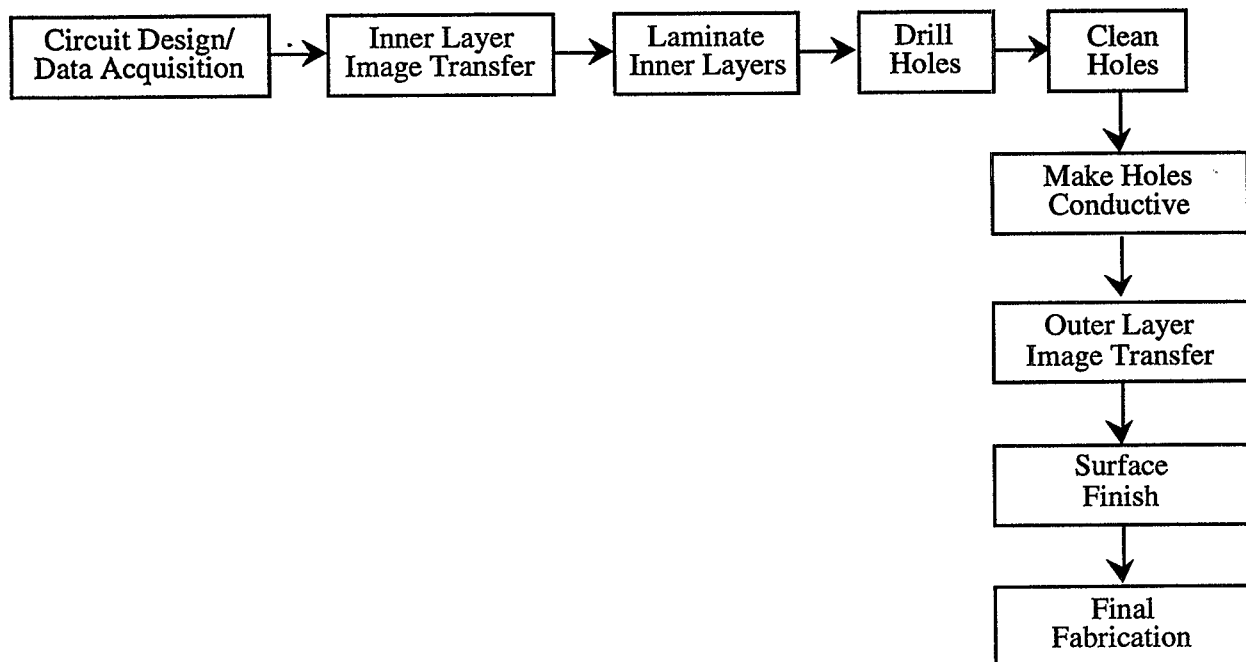 Circuit Design/
Data Acquisition
Inner Layer
Image Transfer
Laminate
Inner Layers
Drill
Holes
Clean
Holes
Make Holes
Conductive
Outer Layer
Image Transfer
Surface
Finish
Final
Fabrication